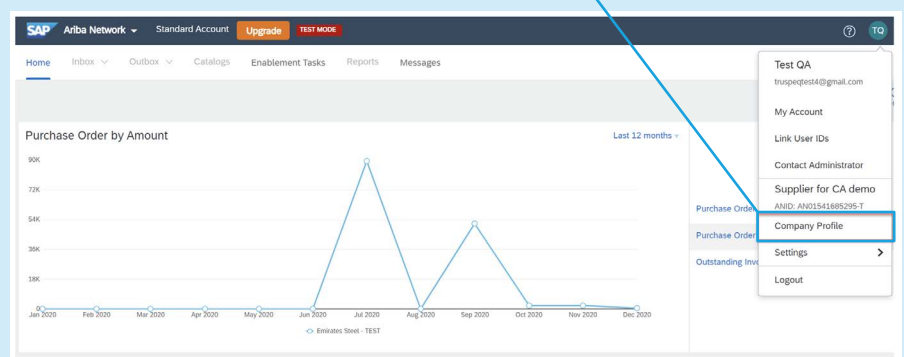 SAP Ariba Network Standard Account Upgrade TEST MODE ? TQ
Home Inbox Outbox Catalogs Enablement Tasks Reports Messages
Test QA
truspeqtest4@gmail.com
My Account
Link User IDs
Contact Administrator
Supplier for CA demo
ANID: AN01541685295-T
Company Profile
Settings
Logout
Purchase Order by Amount Last 12 months
90K
72K
54K
36K
18K
0
Jan 2020 Feb 2020 Mar 2020 Apr 2020 May 2020 Jun 2020 Jul 2020 Aug 2020 Sep 2020 Oct 2020 Nov 2020 Dec 2020
Emirates Steel - TEST
Purchase Order
Purchase Order
Outstanding Invo